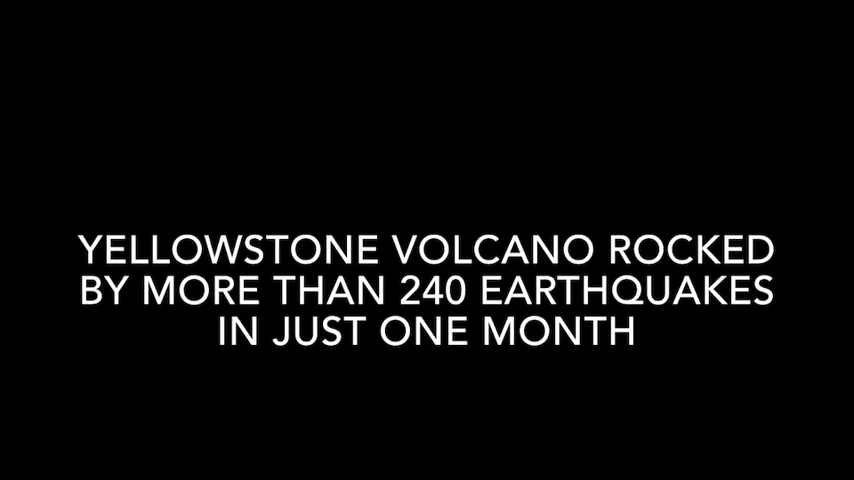 YELLOWSTONE VOLCANO ROCKED
BY MORE THAN 240 EARTHQUAKES
IN JUST ONE MONTH